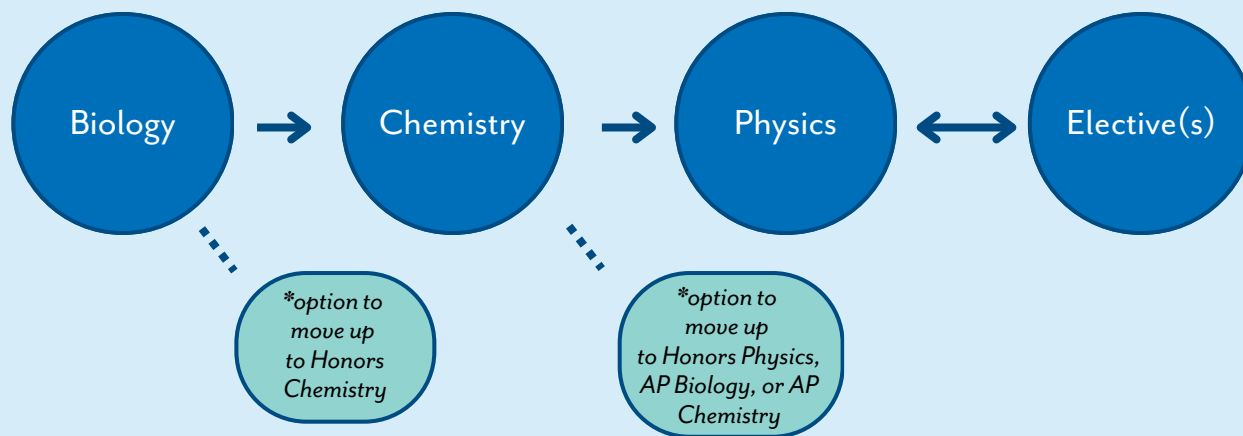 Biology
Chemistry
Physics
Elective(s)
*option to
move up
to Honors
Chemistry
*option to
move up
to Honors Physics,
AP Biology, or AP
Chemistry